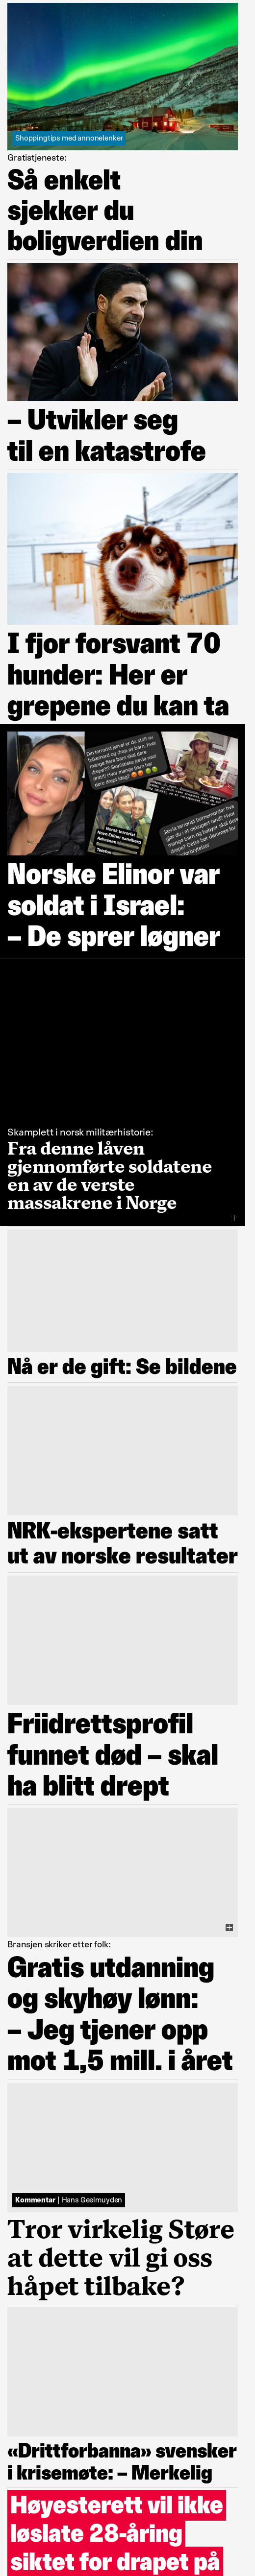 Shoppingtips med annonelenker
Gratistjeneste:
Så enkelt
sjekker du
boligverdien din
– Utvikler seg
til en katastrofe
I fjor forsvant 70
hunder: Her er
grepene du kan ta
Norske Elinor var
soldat i Israel:
– De sprer løgner
Skamplett i norsk militærhistorie:
Fra denne låven
gjennomførte soldatene
en av de verste
massakrene i Norge
Nå er de gift: Se bildene
NRK-ekspertene satt
ut av norske resultater
Friidrettsprofil
funnet død – skal
ha blitt drept
Bransjen skriker etter folk:
Gratis utdanning
og skyhøy lønn:
– Jeg tjener opp
mot 1,5 mill. i året
Kommentar | Hans Geelmuyden
Tror virkelig Støre
at dette vil gi oss
håpet tilbake?
«Drittforbanna» svensker
i krisemøte: – Merkelig
Høyesterett vil ikke
løslate 28-åring
siktet for drapet på